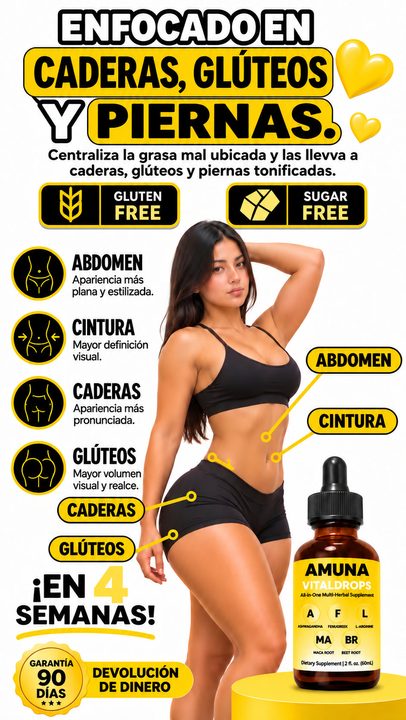 ENFOCADO EN
CADERAS, GLÚTEOS
Y PIERNAS.
Centraliza la grasa mal ubicada y las llevva a
caderas, glúteos y piernas tonificadas.
GLUTEN
FREE
SUGAR
FREE
ABDOMEN
Apariencia más
plana y estilizada.
CINTURA
Mayor definición
visual.
CADERAS
Apariencia más
pronunciada.
GLÚTEOS
Mayor volumen
visual y realce.
ABDOMEN
CINTURA
CADERAS
GLÚTEOS
¡EN 4
SEMANAS!
GARANTÍA
90
DÍAS
DEVOLUCIÓN
DE DINERO
AMUNA
VITALDROPS
All-in-One Multi-Herbal Supplement
A F L
ASHWAGANDHA FENUGREEK L-ARGININE
MA BR
MACA ROOT BEET ROOT
Dietary Supplement | 2 fl. oz. (60mL)